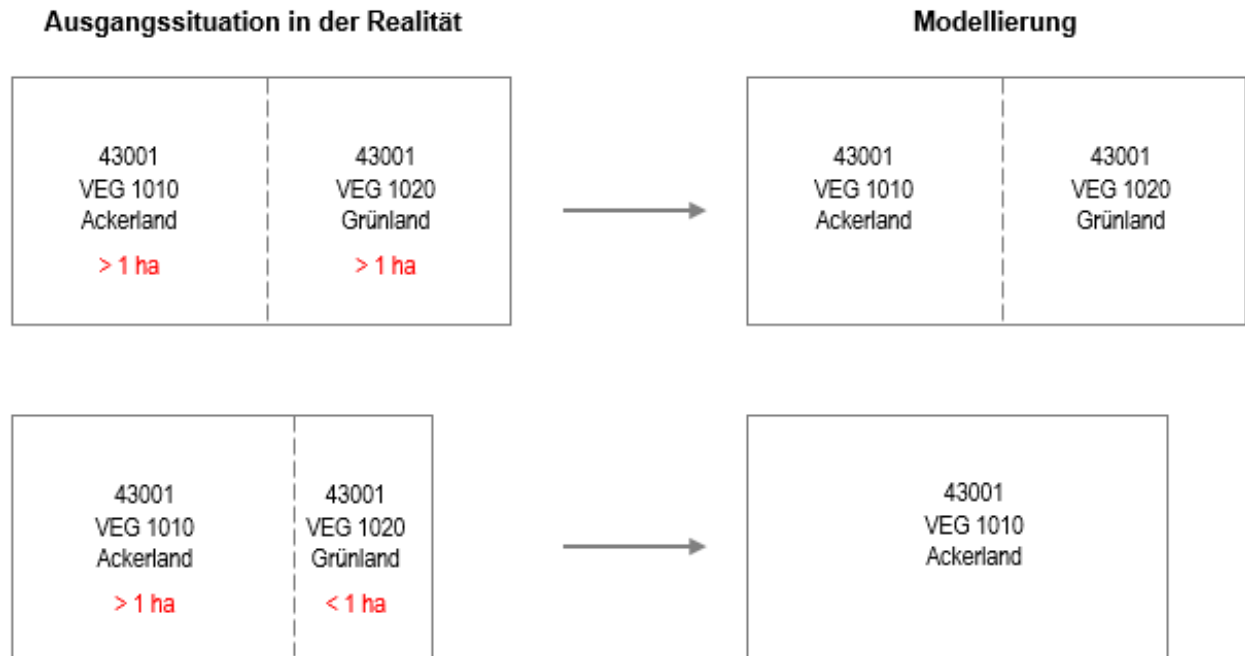 Ausgangssituation in der Realität
Modellierung
43001
VEG 1010
Ackerland
> 1 ha
43001
VEG 1020
Grünland
> 1 ha
43001
VEG 1010
Ackerland
43001
VEG 1020
Grünland
43001
VEG 1010
Ackerland
> 1 ha
43001
VEG 1020
Grünland
< 1 ha
43001
VEG 1010
Ackerland